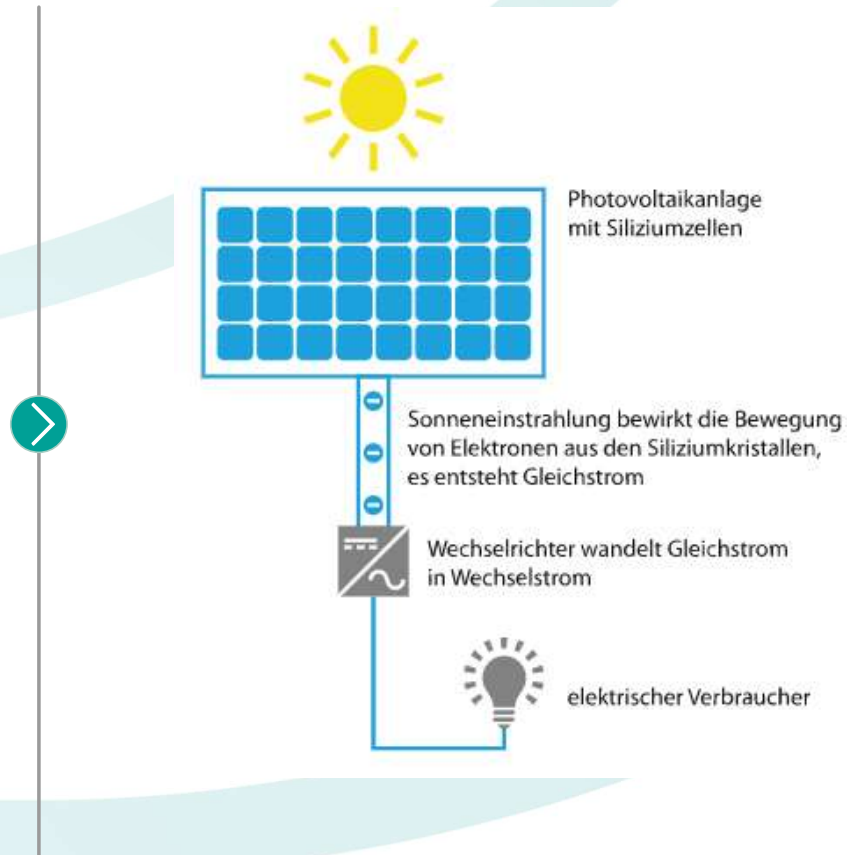 Photovoltaikanlage
mit Siliziumzellen
Sonneneinstrahlung bewirkt die Bewegung
von Elektronen aus den Siliziumkristallen,
es entsteht Gleichstrom
Wechselrichter wandelt Gleichstrom
in Wechselstrom
elektrischer Verbraucher